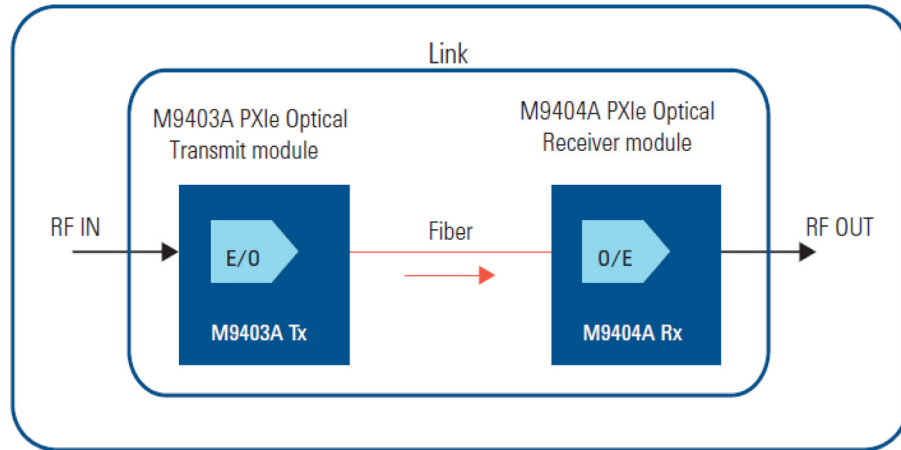 Link
M9403A PXIe Optical
Transmit module
M9404A PXIe Optical
Receiver module
RF IN
E/O
Fiber
O/E
RF OUT
M9403A Tx
M9404A Rx